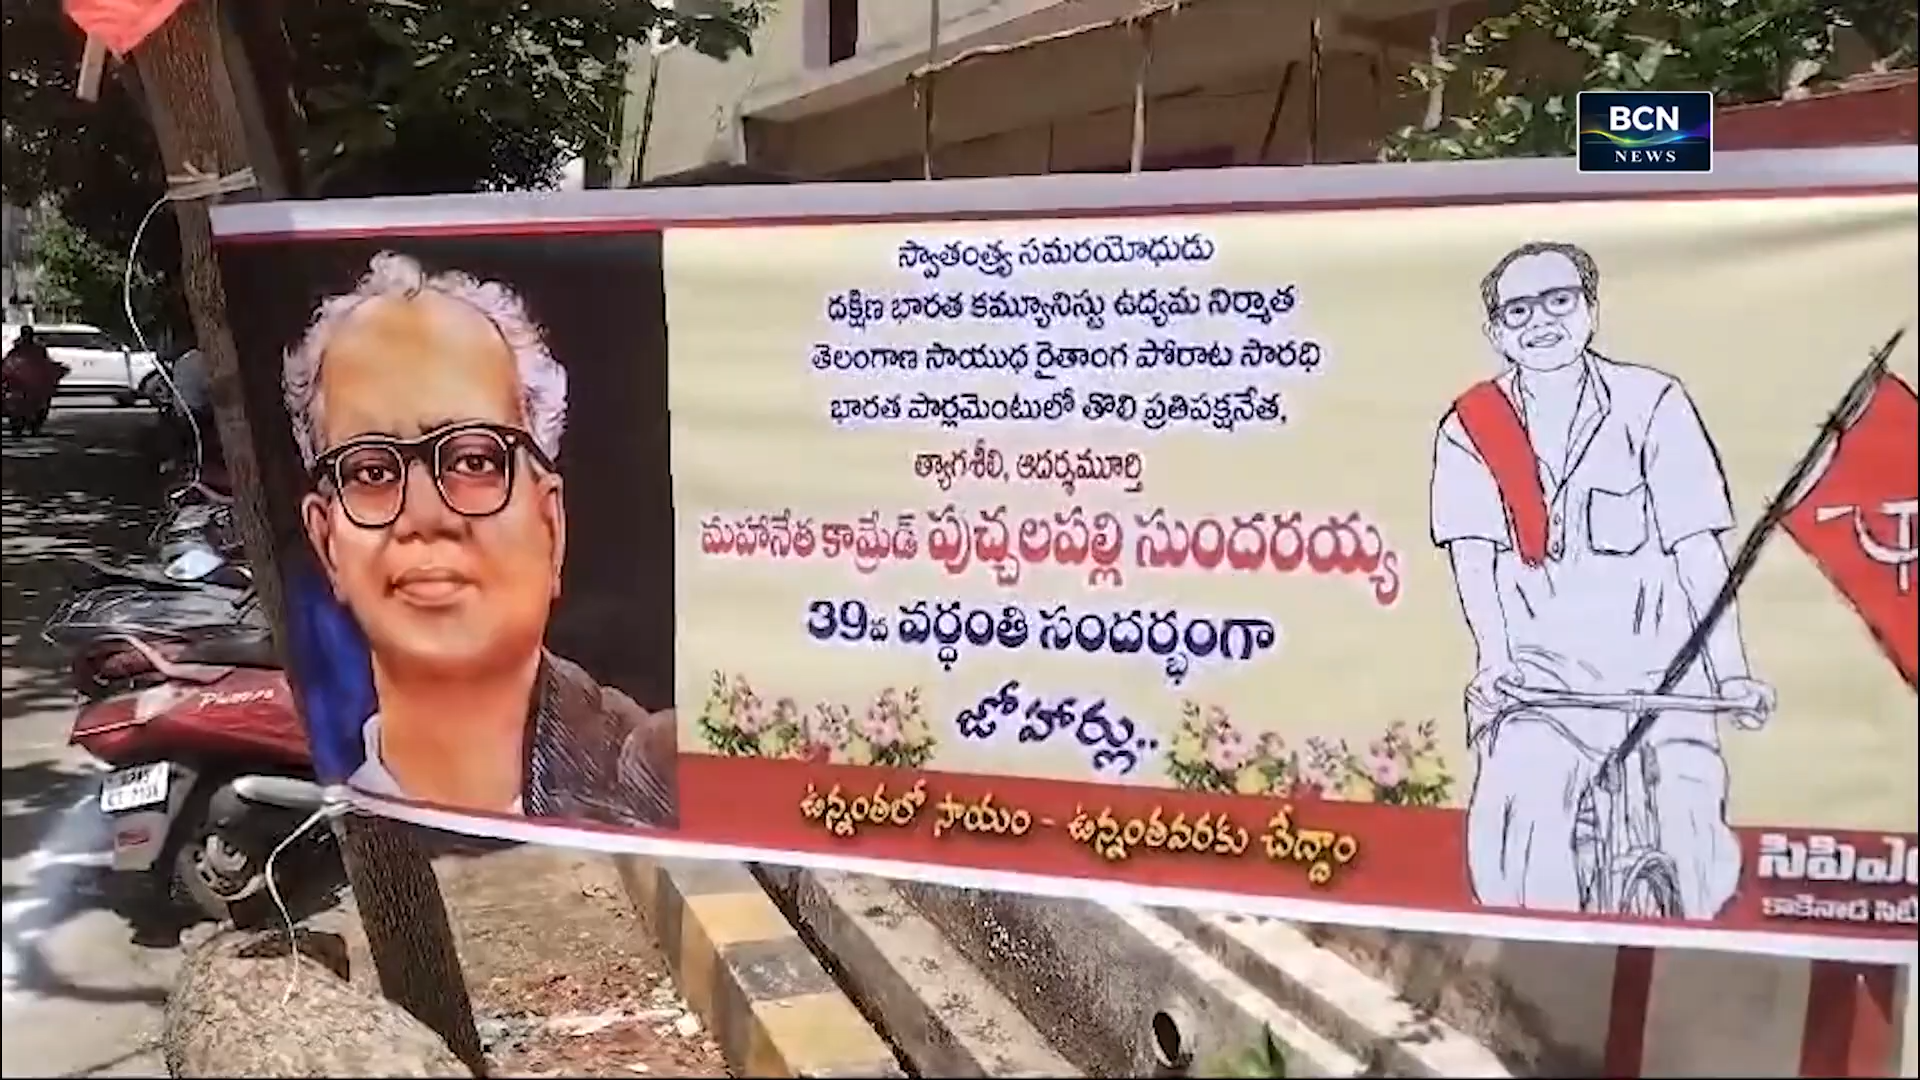 BCN
NEWS
స్వాతంత్ర్య సమరయోధుడు
దక్షిణ భారత కమ్యూనిస్టు ఉద్యమ నిర్మాత
తెలంగాణ సాయుధ రైతాంగ పోరాట సారధి
భారత పార్లమెంటులో తొలి ప్రతిపక్షనేత,
త్యాగశీలి, ఆదర్శమూర్తి
మహానేత కామ్రేడ్ పుచ్చలపల్లి సుందరయ్య
39వ వర్ధంతి సందర్భంగా
జోహార్లు..
ఉన్నంతలో సాయం - ఉన్నంతవరకు చేద్దాం
సిపిఎం
కాకినాడ సిటీ